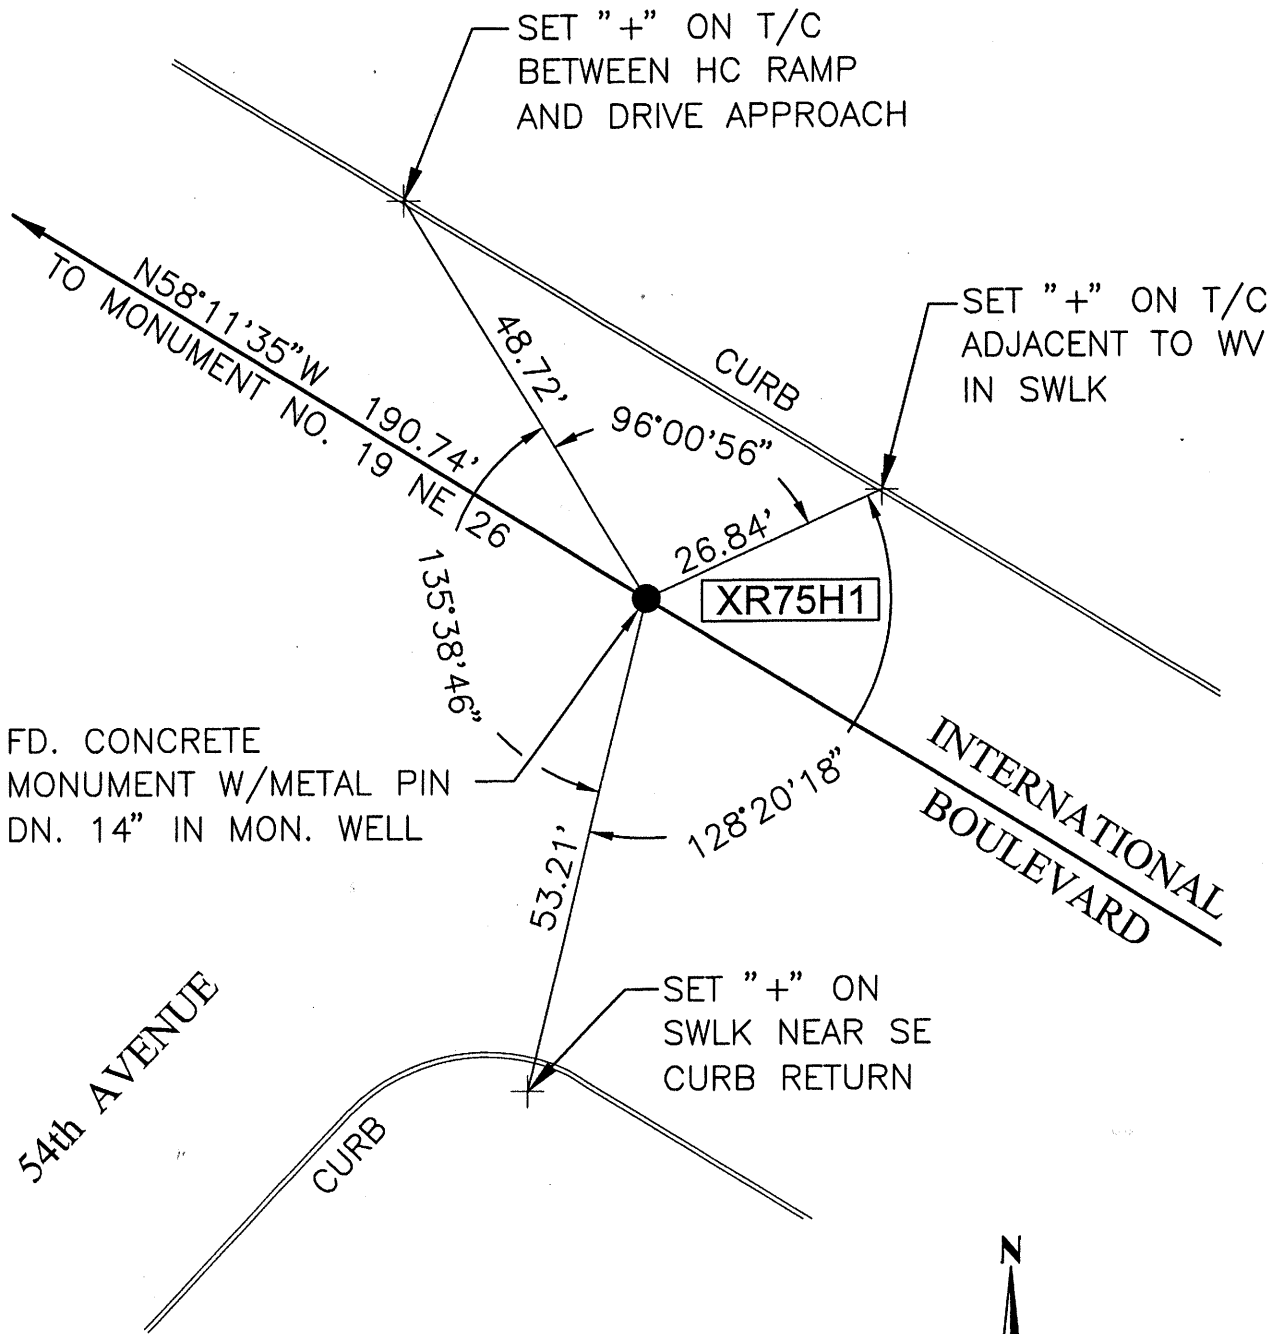 SET "+" ON T/C
BETWEEN HC RAMP
AND DRIVE APPROACH
SET "+" ON T/C
ADJACENT TO WV
IN SWLK
N58°11'35"W 190.74'
TO MONUMENT NO. 19 NE 26
48.72'
CURB
96°00'56"
26.84'
XR75H1
135°38'46"
FD. CONCRETE
MONUMENT W/METAL PIN
DN. 14" IN MON. WELL
128°20'18"
53.21'
INTERNATIONAL
BOULEVARD
54th AVENUE
SET "+" ON
SWLK NEAR SE
CURB RETURN
CURB
N